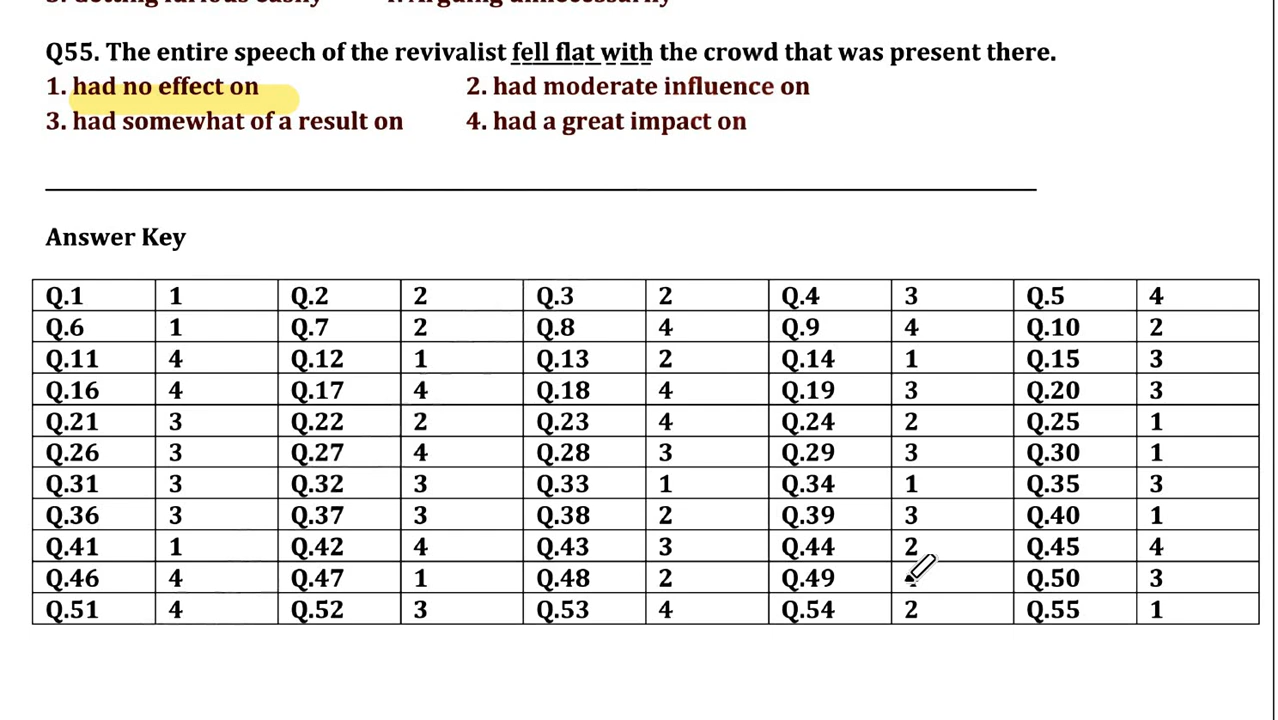 Q55. The entire speech of the revivalist fell flat with the crowd that was present there.
1. had no effect on 2. had moderate influence on
3. had somewhat of a result on 4. had a great impact on
Answer Key
Q.1 1 Q.2 2 Q.3 2 Q.4 3 Q.5 4
Q.6 1 Q.7 2 Q.8 4 Q.9 4 Q.10 2
Q.11 4 Q.12 1 Q.13 2 Q.14 1 Q.15 3
Q.16 4 Q.17 4 Q.18 4 Q.19 3 Q.20 3
Q.21 3 Q.22 2 Q.23 4 Q.24 2 Q.25 1
Q.26 3 Q.27 4 Q.28 3 Q.29 3 Q.30 1
Q.31 3 Q.32 3 Q.33 1 Q.34 1 Q.35 3
Q.36 3 Q.37 3 Q.38 2 Q.39 3 Q.40 1
Q.41 1 Q.42 4 Q.43 3 Q.44 2 Q.45 4
Q.46 4 Q.47 1 Q.48 2 Q.49 Q.50 3
Q.51 4 Q.52 3 Q.53 4 Q.54 2 Q.55 1